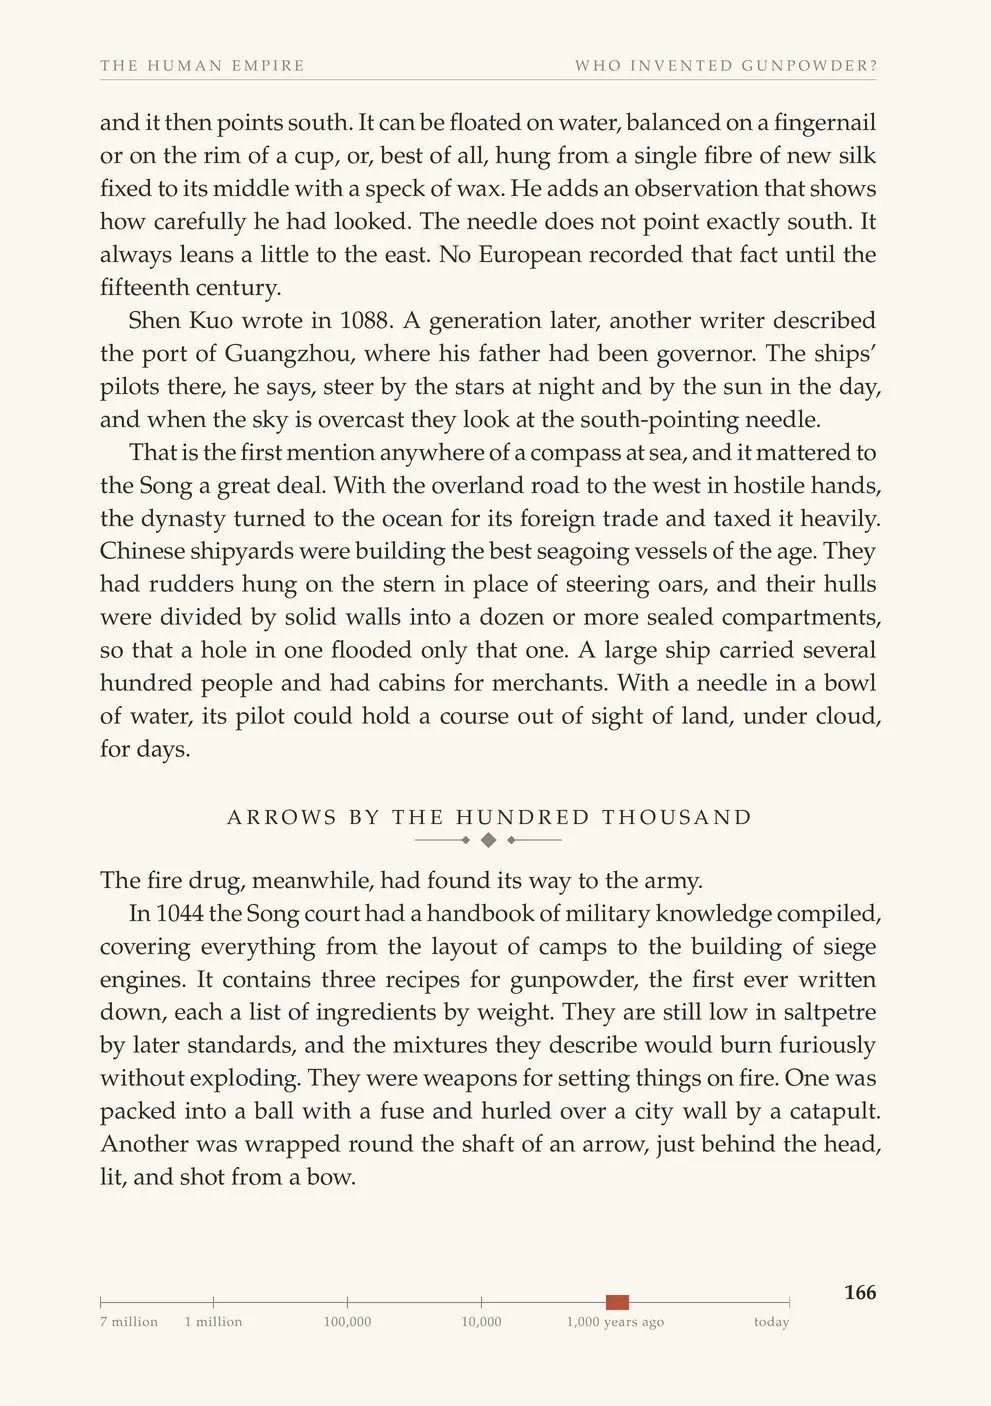 THE HUMAN EMPIRE
WHO INVENTED GUNPOWDER?
and it then points south. It can be floated on water, balanced on a fingernail
or on the rim of a cup, or, best of all, hung from a single fibre of new silk
fixed to its middle with a speck of wax. He adds an observation that shows
how carefully he had looked. The needle does not point exactly south. It
always leans a little to the east. No European recorded that fact until the
fifteenth century.
Shen Kuo wrote in 1088. A generation later, another writer described
the port of Guangzhou, where his father had been governor. The ships’
pilots there, he says, steer by the stars at night and by the sun in the day,
and when the sky is overcast they look at the south-pointing needle.
That is the first mention anywhere of a compass at sea, and it mattered to
the Song a great deal. With the overland road to the west in hostile hands,
the dynasty turned to the ocean for its foreign trade and taxed it heavily.
Chinese shipyards were building the best seagoing vessels of the age. They
had rudders hung on the stern in place of steering oars, and their hulls
were divided by solid walls into a dozen or more sealed compartments,
so that a hole in one flooded only that one. A large ship carried several
hundred people and had cabins for merchants. With a needle in a bowl
of water, its pilot could hold a course out of sight of land, under cloud,
for days.
ARROWS BY THE HUNDRED THOUSAND
The fire drug, meanwhile, had found its way to the army.
In 1044 the Song court had a handbook of military knowledge compiled,
covering everything from the layout of camps to the building of siege
engines. It contains three recipes for gunpowder, the first ever written
down, each a list of ingredients by weight. They are still low in saltpetre
by later standards, and the mixtures they describe would burn furiously
without exploding. They were weapons for setting things on fire. One was
packed into a ball with a fuse and hurled over a city wall by a catapult.
Another was wrapped round the shaft of an arrow, just behind the head,
lit, and shot from a bow.
166
7 million 1 million 100,000 10,000 1,000 years ago today